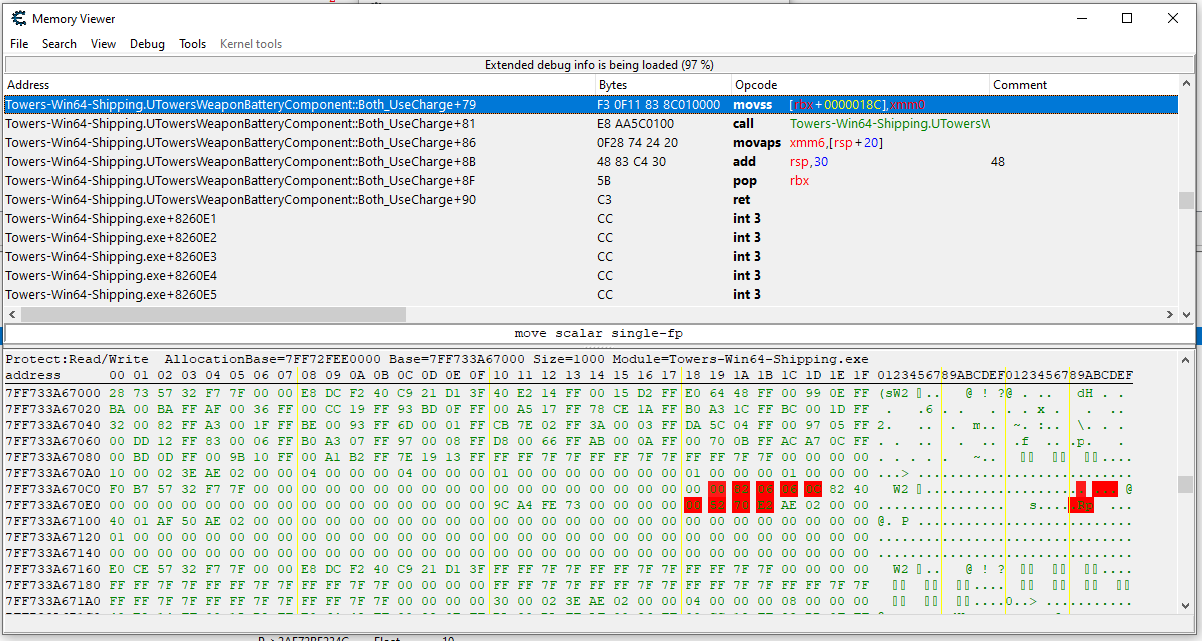 Memory Viewer
File Search View Debug Tools Kernel tools
Extended debug info is being loaded (97 %)
Address Bytes Opcode Comment
Towers-Win64-Shipping.UTowersWeaponBatteryComponent::Both_UseCharge+79 F3 0F11 83 8C010000 movss [rbx+0000018C],xmm0
Towers-Win64-Shipping.UTowersWeaponBatteryComponent::Both_UseCharge+81 E8 AA5C0100 call Towers-Win64-Shipping.UTowersW
Towers-Win64-Shipping.UTowersWeaponBatteryComponent::Both_UseCharge+86 0F28 74 24 20 movaps xmm6,[rsp+20]
Towers-Win64-Shipping.UTowersWeaponBatteryComponent::Both_UseCharge+8B 48 83 C4 30 add rsp,30 48
Towers-Win64-Shipping.UTowersWeaponBatteryComponent::Both_UseCharge+8F 5B pop rbx
Towers-Win64-Shipping.UTowersWeaponBatteryComponent::Both_UseCharge+90 C3 ret
Towers-Win64-Shipping.exe+8260E1 CC int 3
Towers-Win64-Shipping.exe+8260E2 CC int 3
Towers-Win64-Shipping.exe+8260E3 CC int 3
Towers-Win64-Shipping.exe+8260E4 CC int 3
Towers-Win64-Shipping.exe+8260E5 CC int 3
move scalar single-fp
Protect:Read/Write AllocationBase=7FF72FEE0000 Base=7FF733A67000 Size=1000 Module=Towers-Win64-Shipping.exe
address 00 01 02 03 04 05 06 07 08 09 0A 0B 0C 0D 0E 0F 10 11 12 13 14 15 16 17 18 19 1A 1B 1C 1D 1E 1F 0123456789ABCDEF0123456789ABCDEF
7FF733A67000 28 73 57 32 F7 7F 00 00 E8 DC F2 40 C9 21 D1 3F 40 E2 14 FF 00 15 D2 FF E0 64 48 FF 00 99 0E FF
7FF733A67020 BA 00 BA FF AF 00 36 FF 00 CC 19 FF 93 BD 0F FF 00 A5 17 FF 78 CE 1A FF B0 A3 1C FF BC 00 1D FF
7FF733A67040 32 00 82 FF A3 00 1F FF BE 00 93 FF 6D 00 01 FF CB 7E 02 FF 3A 00 03 FF DA 5C 04 FF 00 97 05 FF
7FF733A67060 00 DD 12 FF 83 00 06 FF B0 A3 07 FF 97 00 08 FF D8 00 66 FF AB 00 0A FF 00 70 0B FF AC A7 0C FF
7FF733A67080 00 BD 0D FF 00 9B 10 FF 00 A1 B2 FF 7E 19 13 FF FF FF 7F 7F FF FF 7F 7F FF FF 7F 7F 00 00 00 00
7FF733A670A0 10 00 02 3E AE 02 00 00 04 00 00 00 04 00 00 00 01 00 00 00 00 00 00 00 01 00 00 00 01 00 00 00
7FF733A670C0 F0 B7 57 32 F7 7F 00 00 00 00 00 00 00 00 00 00 00 00 00 00 00 00 00 00 82 40
7FF733A670E0 00 00 00 00 00 00 00 00 00 00 00 00 00 00 00 00 9C A4 FE 73 00 00 00 00 AE 02 00 00
7FF733A67100 40 01 AF 50 AE 02 00 00 00 00 00 00 00 00 00 00 00 00 00 00 00 00 00 00 00 00 00 00 00 00 00 00
7FF733A67120 01 00 00 00 00 00 00 00 00 00 00 00 00 00 00 00 00 00 00 00 00 00 00 00 00 00 00 00 00 00 00 00
7FF733A67140 00 00 00 00 00 00 00 00 00 00 00 00 00 00 00 00 00 00 00 00 00 00 00 00 00 00 00 00 00 00 00 00
7FF733A67160 E0 CE 57 32 F7 7F 00 00 E8 DC F2 40 C9 21 D1 3F FF FF 7F 7F FF FF 7F 7F FF FF 7F 7F 00 00 00 00
7FF733A67180 FF FF 7F 7F FF FF 7F 7F FF FF 7F 7F 00 00 00 00 FF FF 7F 7F FF FF 7F 7F 00 00 00 00 FF FF 7F 7F
7FF733A671A0 FF FF 7F 7F FF FF 7F 7F FF FF 7F 7F 00 00 00 00 30 00 02 3E AE 02 00 00 04 00 00 00 08 00 00 00